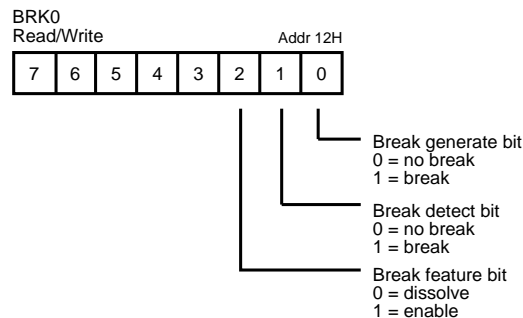 BRK0
Read/Write Addr 12H
7 6 5 4 3 2 1 0
Break generate bit
0 = no break
1 = break
Break detect bit
0 = no break
1 = break
Break feature bit
0 = dissolve
1 = enable